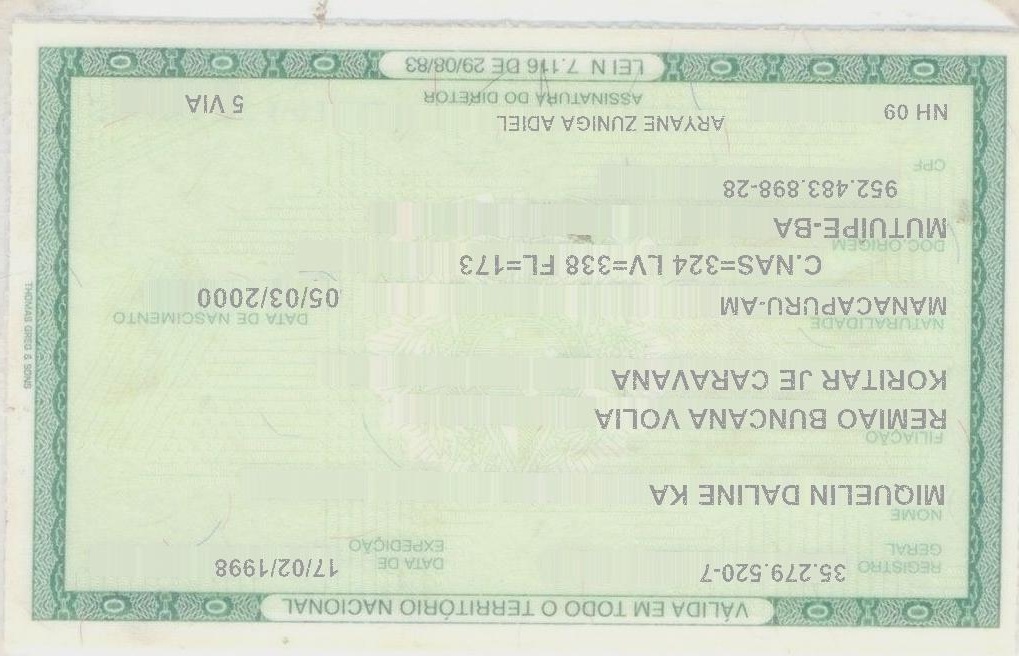 VÁLIDA EM TODO O TERRITÓRIO NACIONAL
REGISTRO GERAL 35.279.520-7 DATA DE EXPEDIÇÃO 17/02/1998
NOME
MIQUELIN DALINE KA
FILIAÇÃO
REMIAO BUNCANA VOLIA
KORITAR JE CARAVANA
NATURALIDADE DATA DE NASCIMENTO
MANACAPURU-AM 05/03/2000
C.NAS=324 LV=338 FL=173
DOC.ORIGEM
MUTUIPE-BA
952.483.898-28
CPF
ARYANE ZUNIGA ADIEL
NH 09 ASSINATURA DO DIRETOR 5 VIA
LEI N 7.116 DE 29/08/83
THOMAS GREG & SONS